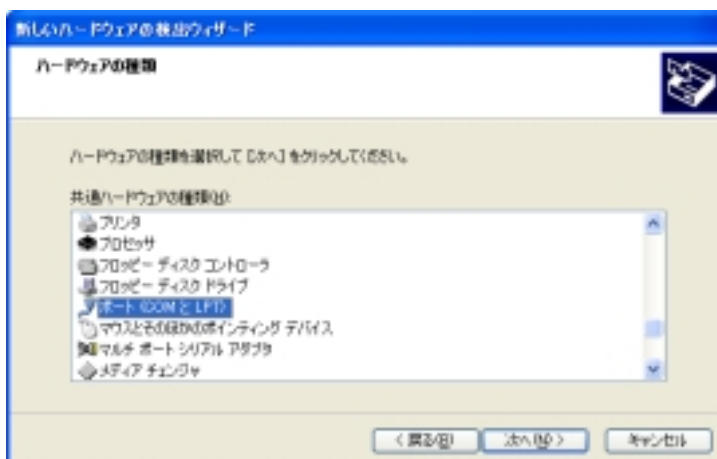 新しいハードウェアの検出ウィザード
ハードウェアの種類
ハードウェアの種類を選択して [次へ] をクリックしてください。
共通ハードウェアの種類(H):
プリンタ
プロセッサ
フロッピー ディスク コントローラ
フロッピー ディスク ドライブ
ポート (COM と LPT)
マウスとそのほかのポインティング デバイス
マルチ ポート シリアル アダプタ
メディア チェンジャ
< 戻る(B)
次へ(N) >
キャンセル